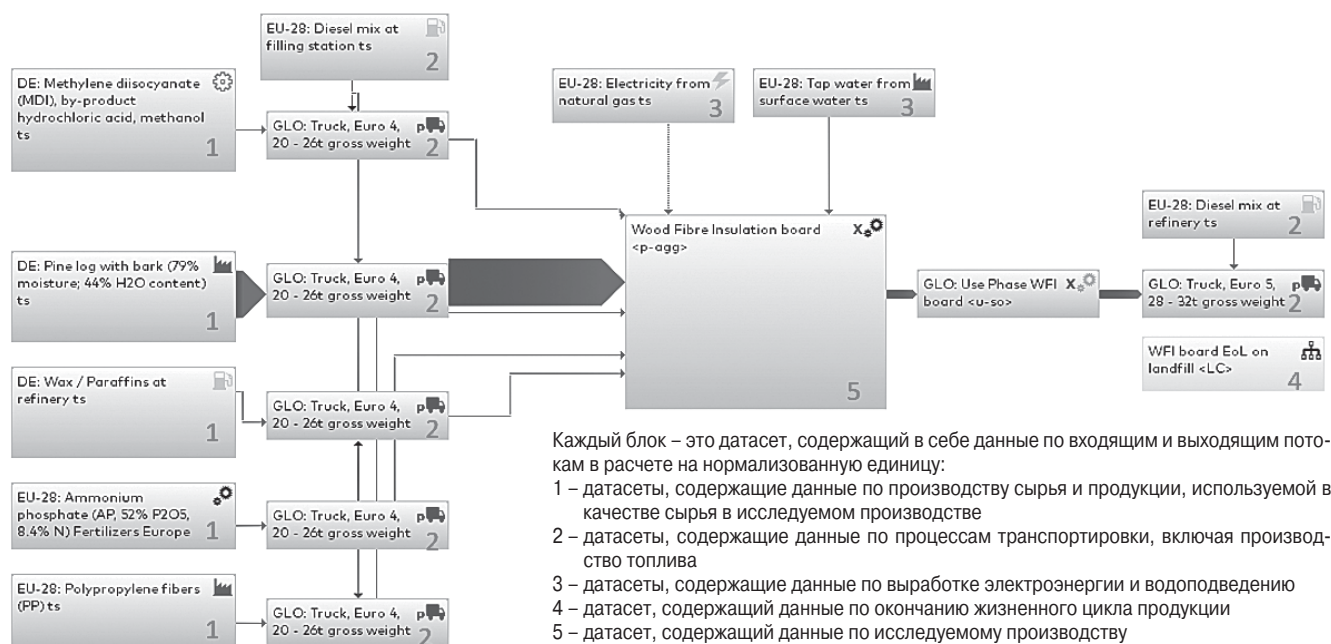 EU-28: Diesel mix at
filling station ts
2
DE: Methylene diisocyanate
(MDI), by-product
hydrochloric acid, methanol
ts
1
GLO: Truck, Euro 4, p
20 - 26t gross weight
2
EU-28: Electricity from
natural gas ts
3
EU-28: Tap water from
surface water ts
3
DE: Pine log with bark (79%
moisture; 44% H2O content)
ts
1
GLO: Truck, Euro 4, p
20 - 26t gross weight
2
Wood Fibre Insulation board X
<p-agg>
5
GLO: Use Phase WFI X
board <u-so>
EU-28: Diesel mix at
refinery ts
2
GLO: Truck, Euro 5, p
28 - 32t gross weight
2
WFI board EoL on
landfill <LC>
4
DE: Wax / Paraffins at
refinery ts
1
GLO: Truck, Euro 4, p
20 - 26t gross weight
2
EU-28: Ammonium
phosphate (AP, 52% P2O5,
8.4% N) Fertilizers Europe
1
GLO: Truck, Euro 4, p
20 - 26t gross weight
2
EU-28: Polypropylene fibers
(PP) ts
1
GLO: Truck, Euro 4, p
20 - 26t gross weight
2
Каждый блок – это датасет, содержащий в себе данные по входящим и выходящим пото-
кам в расчете на нормализованную единицу:
1 – датасеты, содержащие данные по производству сырья и продукции, используемой в
качестве сырья в исследуемом производстве
2 – датасеты, содержащие данные по процессам транспортировки, включая производ-
ство топлива
3 – датасеты, содержащие данные по выработке электроэнергии и водоподведению
4 – датасет, содержащий данные по окончанию жизненного цикла продукции
5 – датасет, содержащий данные по исследуемому производству